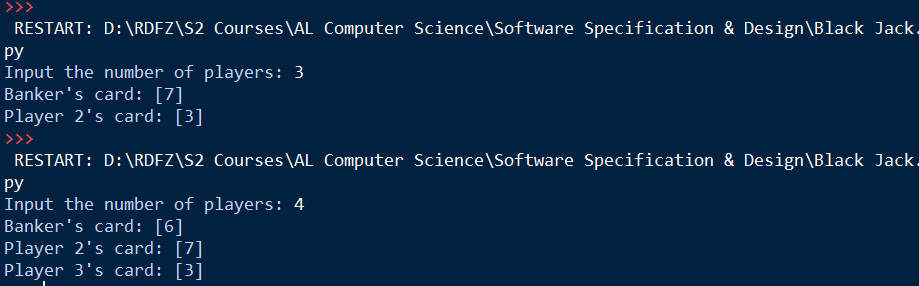 >>>
RESTART: D:\RDFZ\S2 Courses\AL Computer Science\Software Specification & Design\Black Jack.
py
Input the number of players: 3
Banker's card: [7]
Player 2's card: [3]
>>>
RESTART: D:\RDFZ\S2 Courses\AL Computer Science\Software Specification & Design\Black Jack.
py
Input the number of players: 4
Banker's card: [6]
Player 2's card: [7]
Player 3's card: [3]